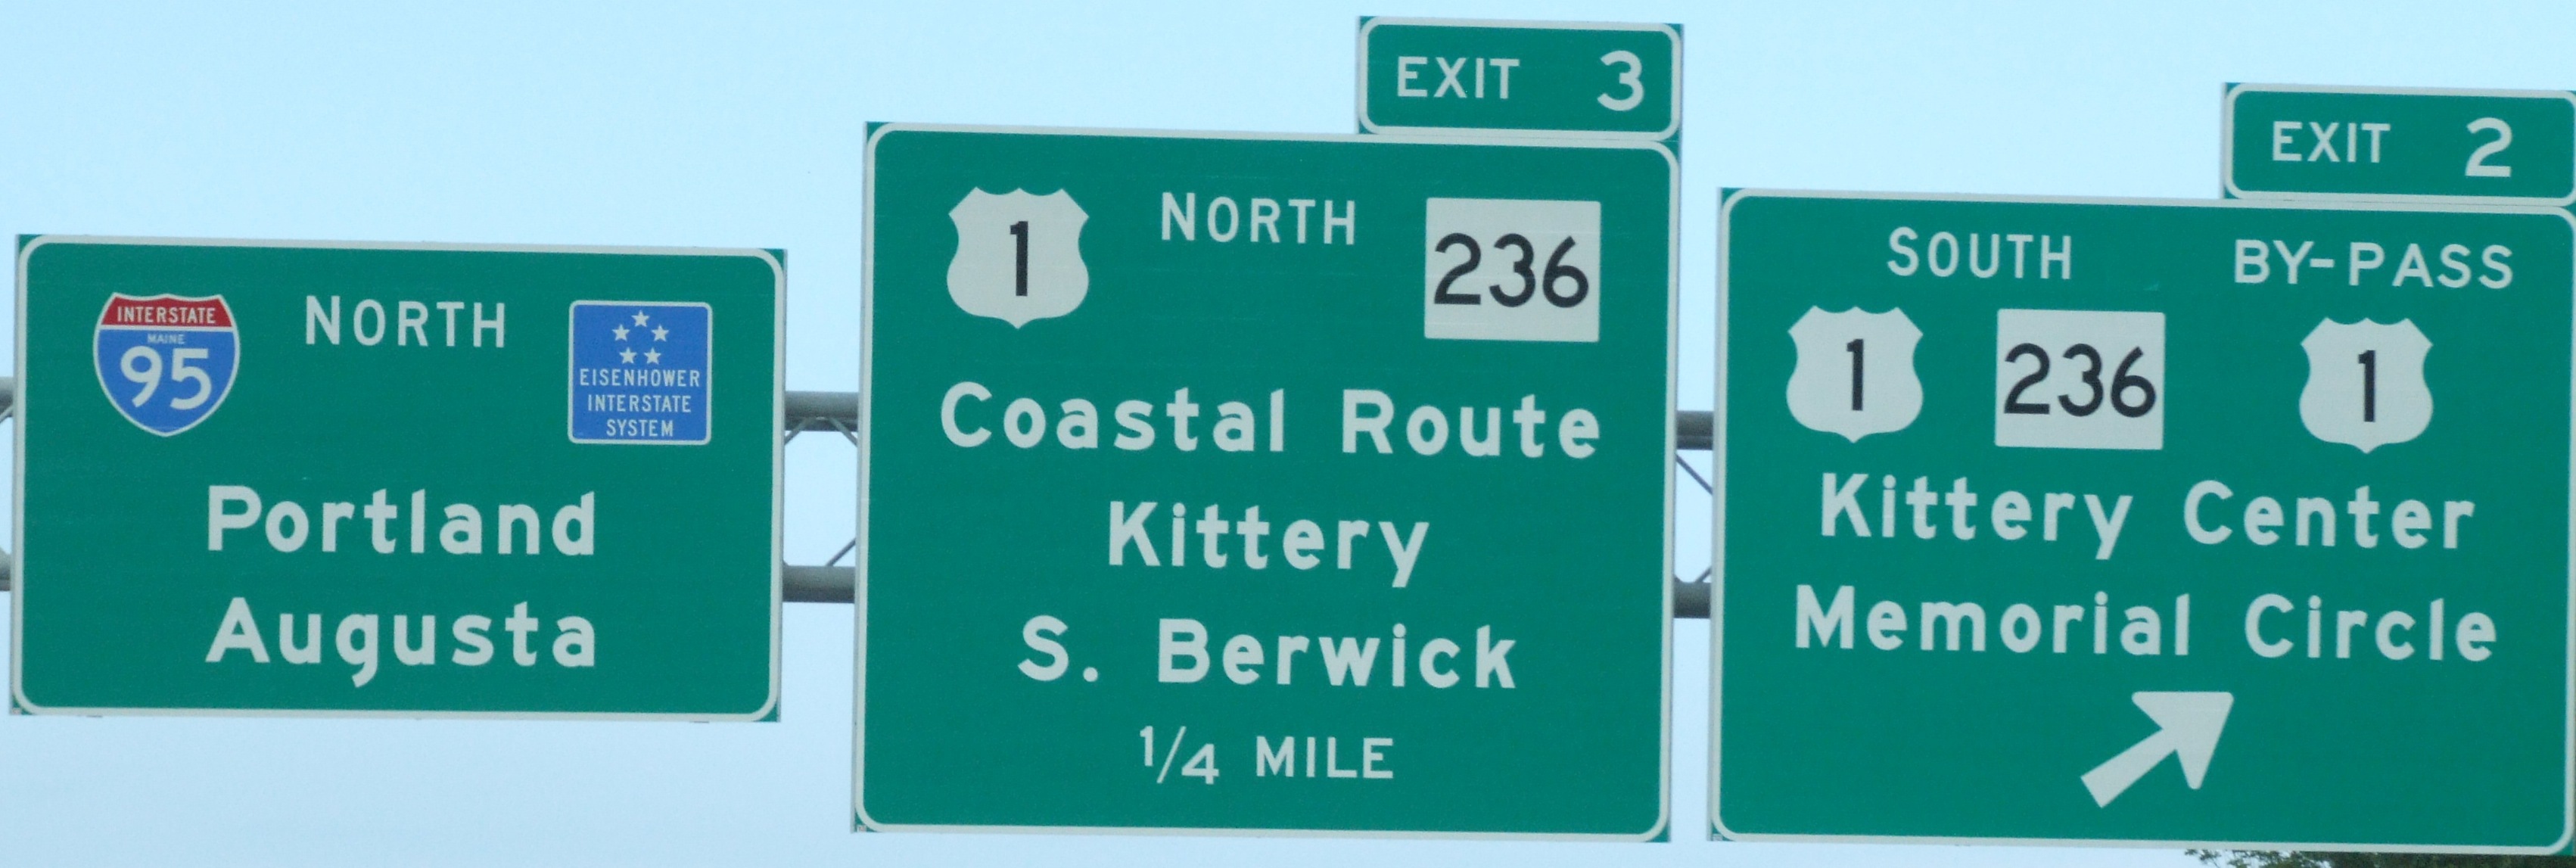 INTERSTATE
MAINE
95
NORTH
EISENHOWER
INTERSTATE
SYSTEM
Portland
Augusta
EXIT 3
1 NORTH 236
Coastal Route
Kittery
S. Berwick
1/4 MILE
EXIT 2
SOUTH BY-PASS
1 236 1
Kittery Center
Memorial Circle